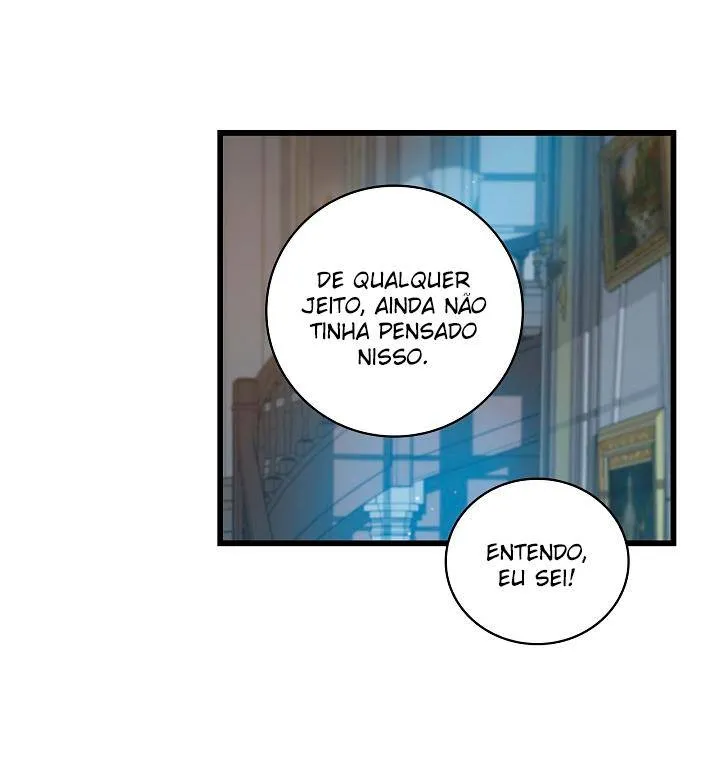 DE QUALQUER
JEITO, AINDA NÃO
TINHA PENSADO
NISSO.
ENTENDO,
EU SEI!